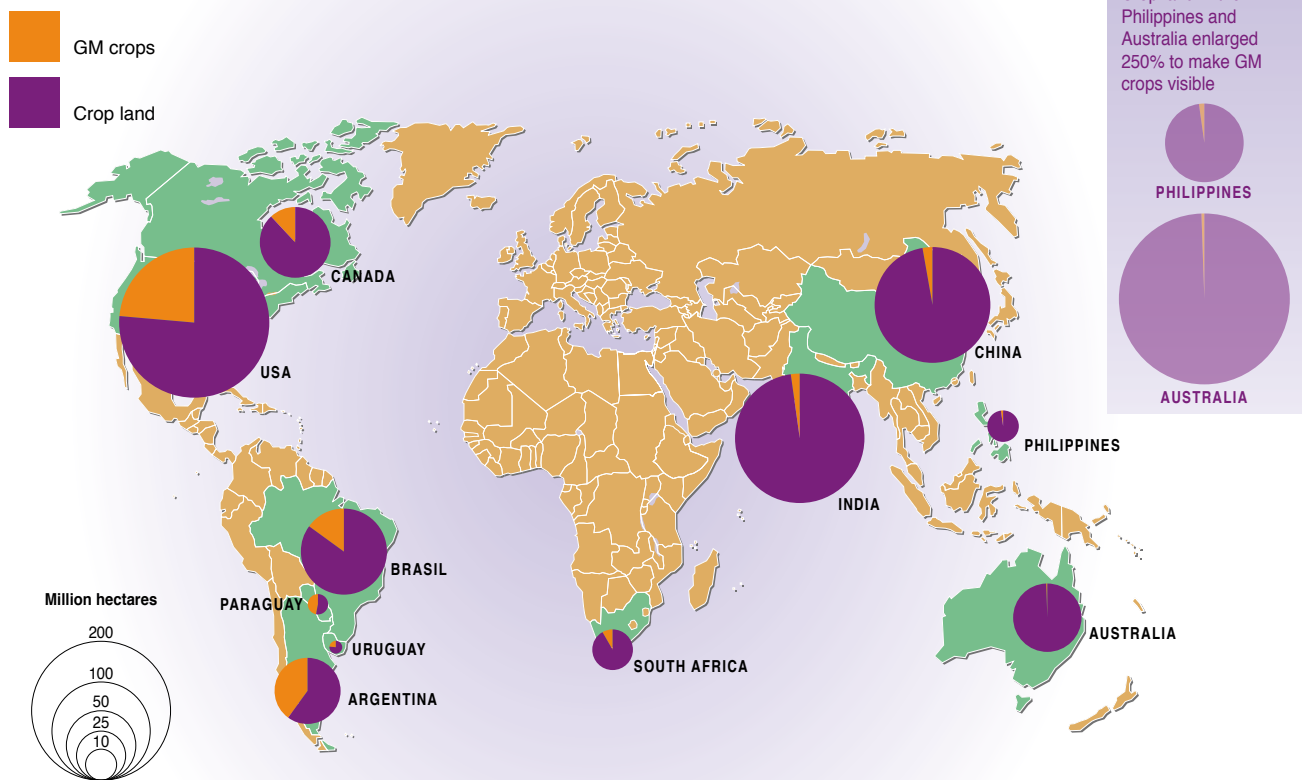 GM crops
Crop land
Philippines and
Australia enlarged
250% to make GM
crops visible
PHILIPPINES
AUSTRALIA
CANADA
USA
CHINA
PHILIPPINES
INDIA
BRASIL
PARAGUAY
URUGUAY
ARGENTINA
SOUTH AFRICA
AUSTRALIA
Million hectares
200
100
50
25
10